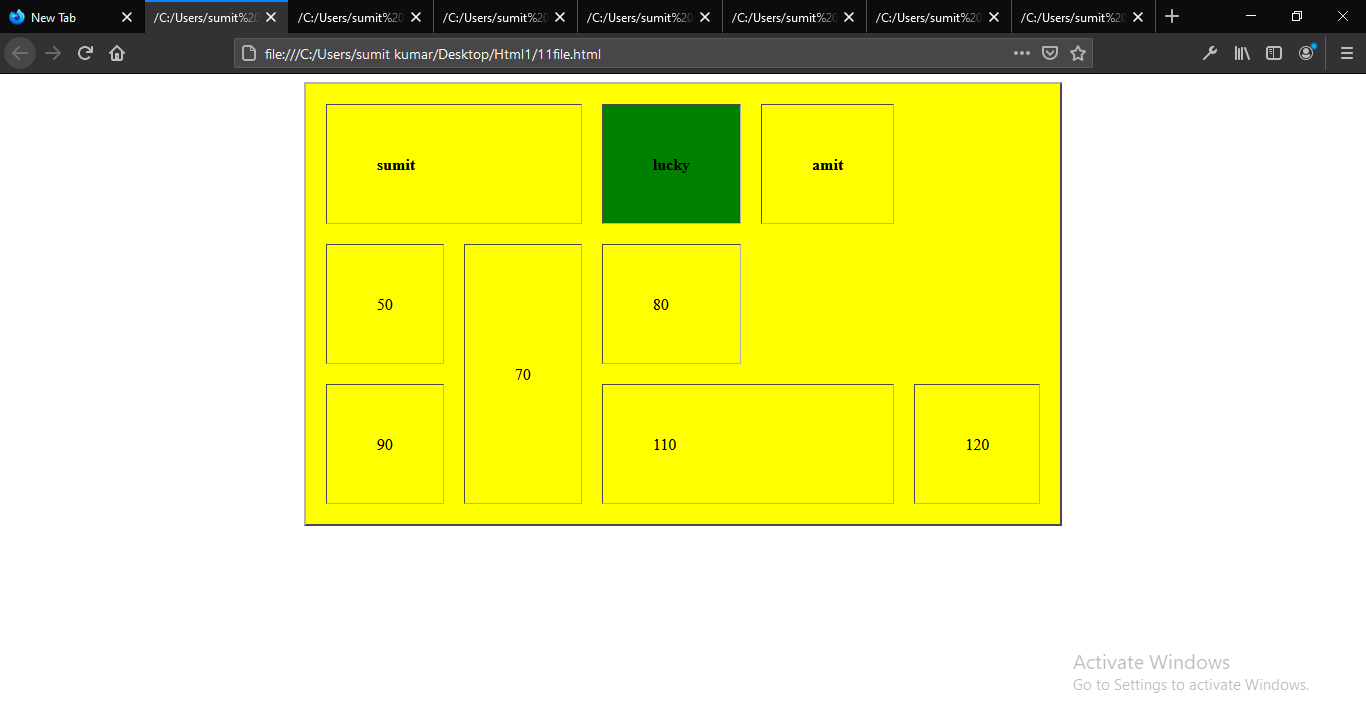 New Tab /C:/Users/sumit%20 /C:/Users/sumit%20 /C:/Users/sumit%20 /C:/Users/sumit%20 /C:/Users/sumit%20 /C:/Users/sumit%20 /C:/Users/sumit%20
file:///C:/Users/sumit kumar/Desktop/Html1/11file.html
sumit lucky amit
50 80
70
90 110 120
Activate Windows
Go to Settings to activate Windows.